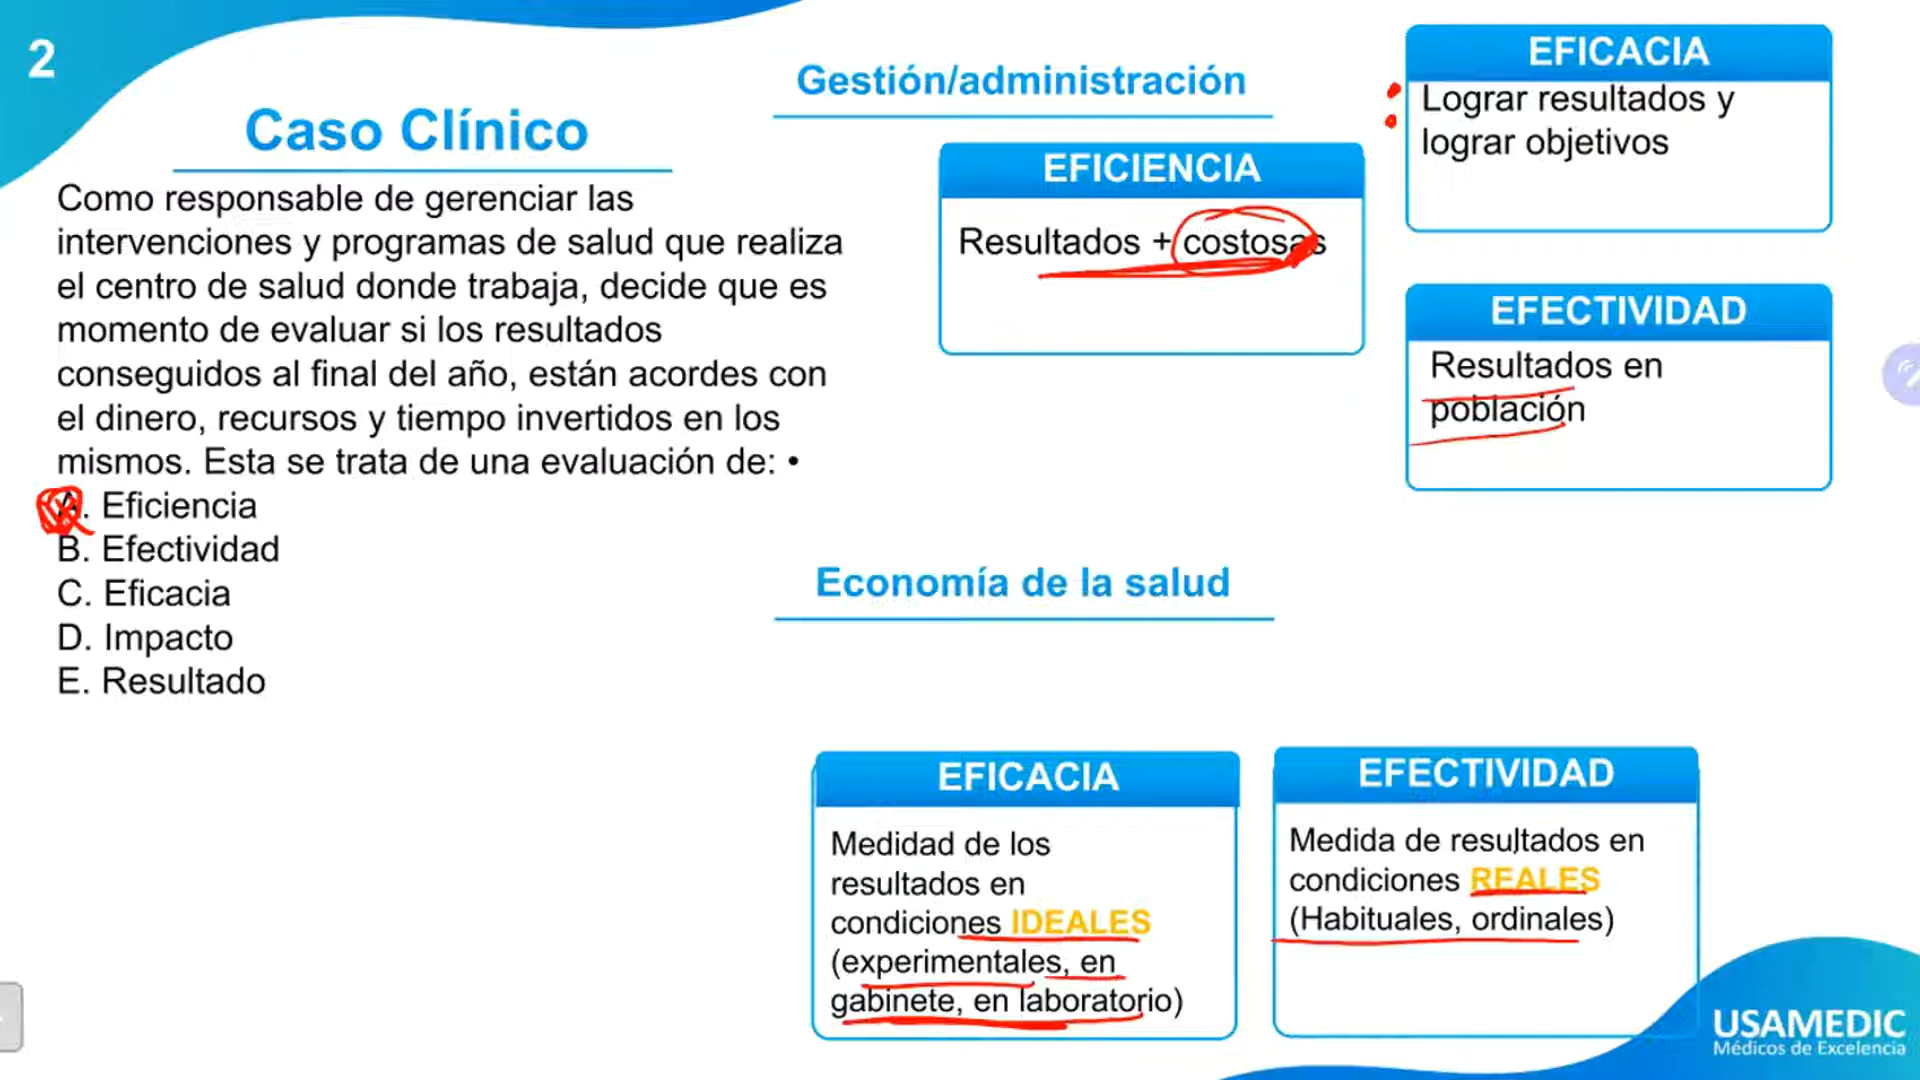 2
Caso Clínico
Como responsable de gerenciar las
intervenciones y programas de salud que realiza
el centro de salud donde trabaja, decide que es
momento de evaluar si los resultados
conseguidos al final del año, están acordes con
el dinero, recursos y tiempo invertidos en los
mismos. Esta se trata de una evaluación de: •
A. Eficiencia
B. Efectividad
C. Eficacia
D. Impacto
E. Resultado
Gestión/administración
EFICIENCIA
Resultados + costosas
EFICACIA
Lograr resultados y
lograr objetivos
EFECTIVIDAD
Resultados en
población
Economía de la salud
EFICACIA
Medidad de los
resultados en
condiciones IDEALES
(experimentales, en
gabinete, en laboratorio)
EFECTIVIDAD
Medida de resultados en
condiciones REALES
(Habituales, ordinales)
USAMEDIC
Médicos de Excelencia